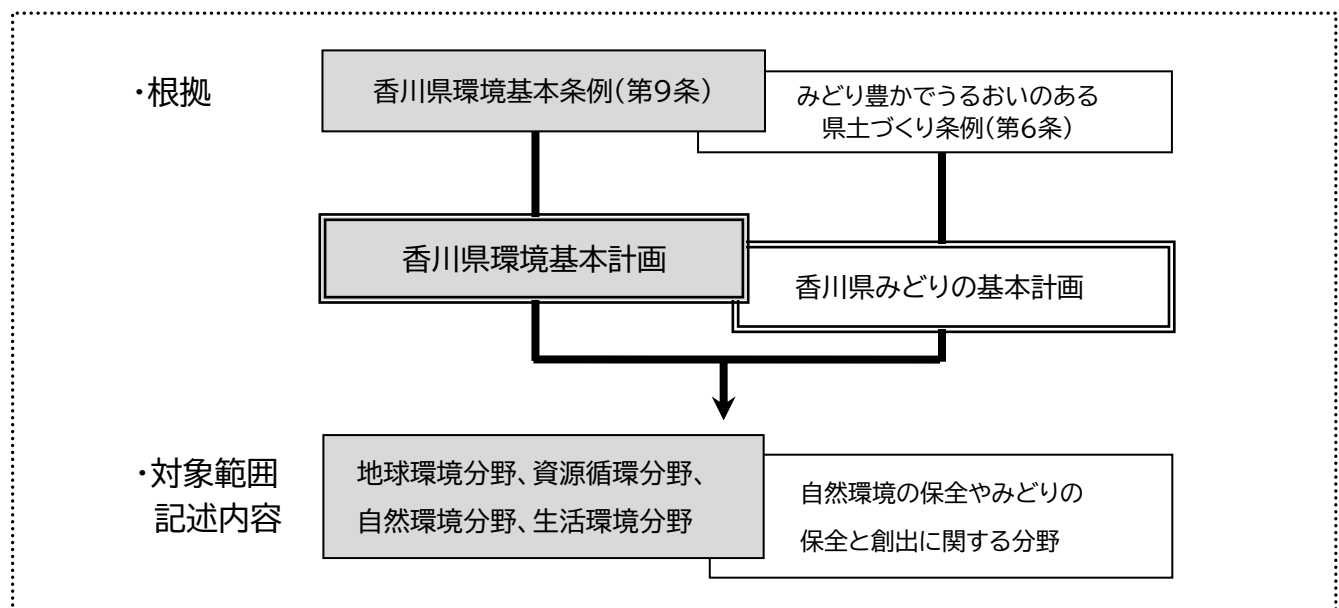 ・根拠
香川県環境基本条例(第9条)
みどり豊かでうるおいのある
県土づくり条例(第6条)
香川県環境基本計画
香川県みどりの基本計画
・対象範囲
記述内容
地球環境分野、資源循環分野、
自然環境分野、生活環境分野
自然環境の保全やみどりの
保全と創出に関する分野